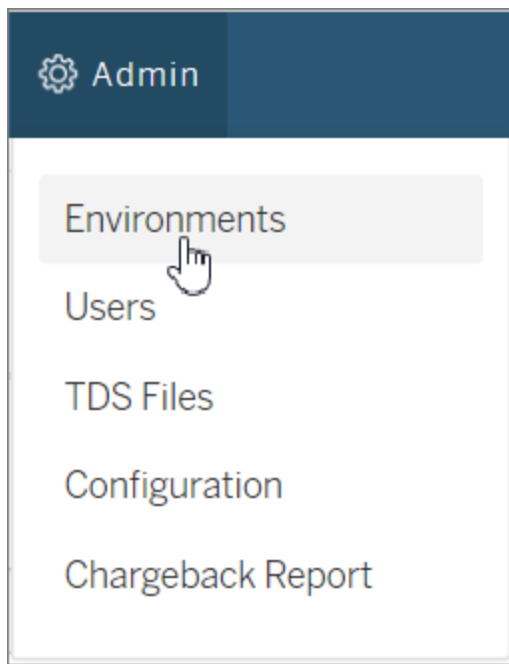 Admin
Environments
Users
TDS Files
Configuration
Chargeback Report